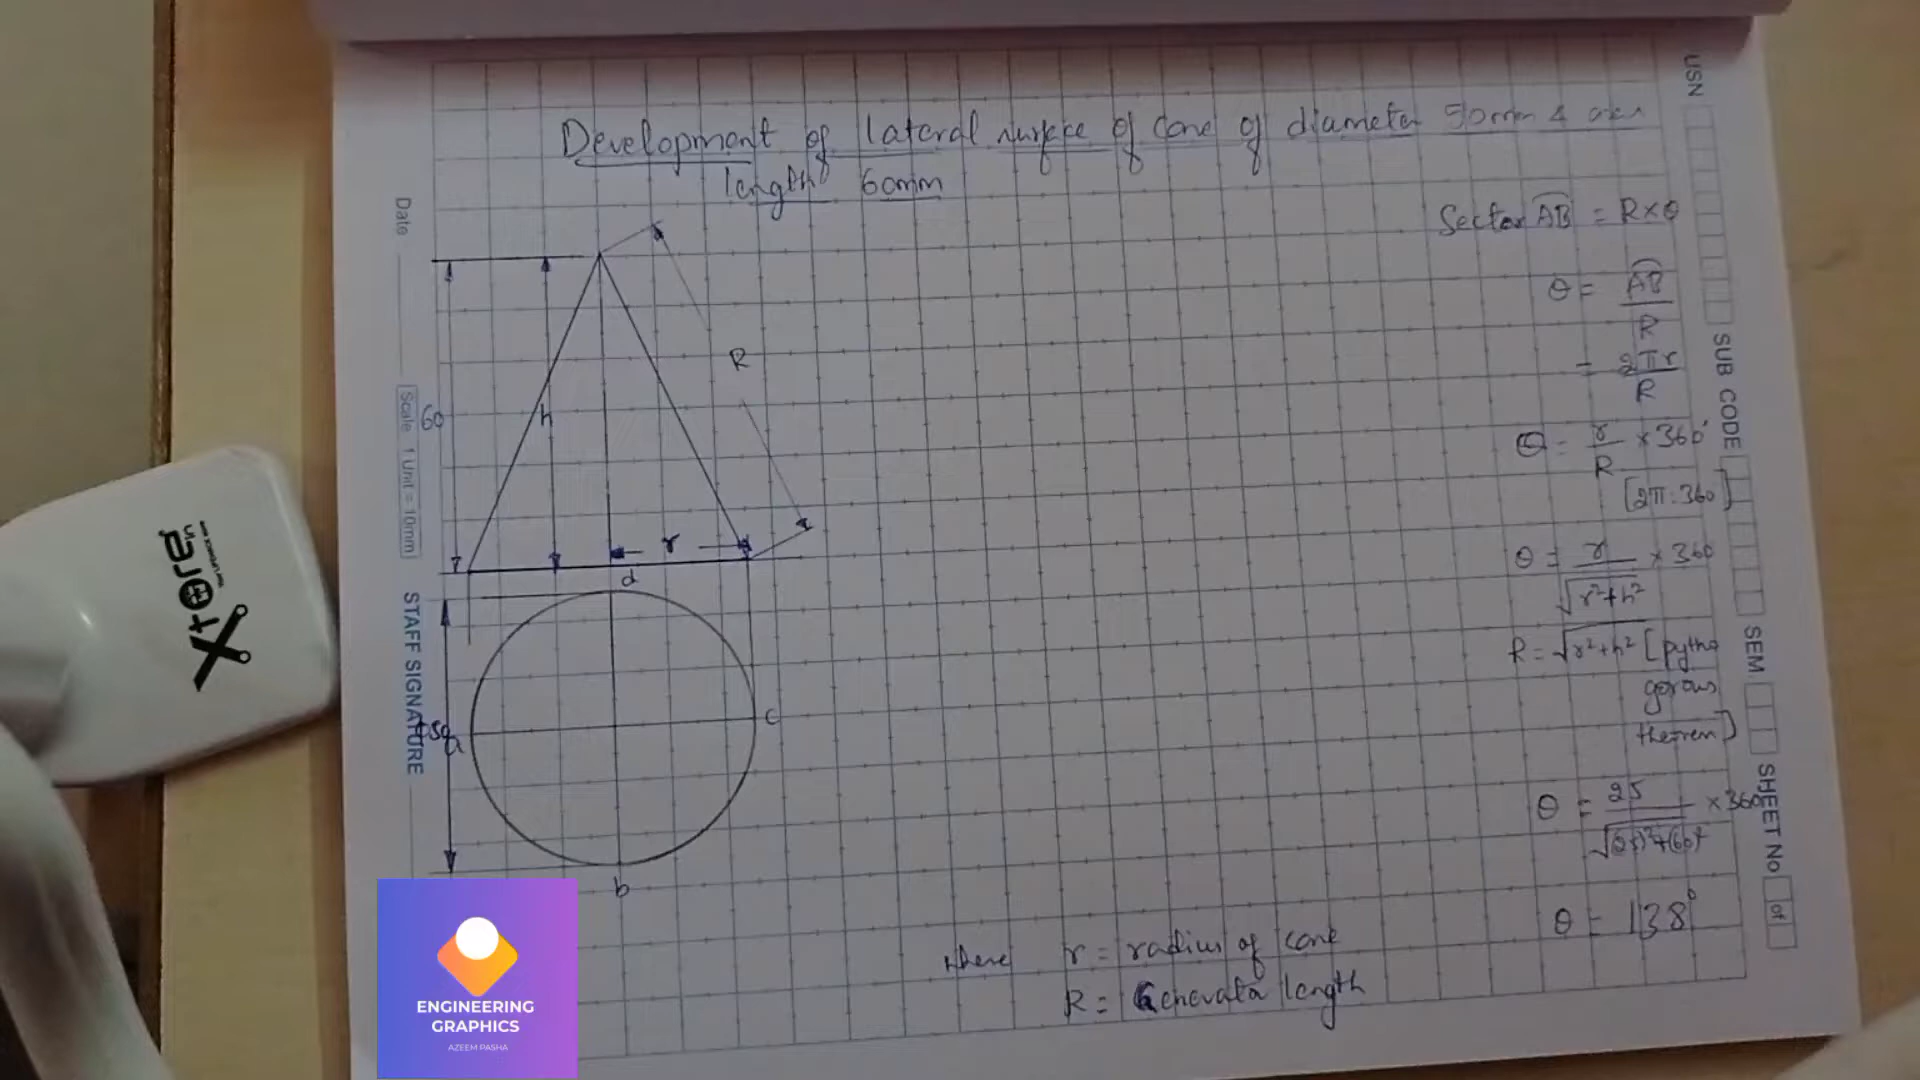 Development of lateral surface of cone of diameter 50mm & axis
length 60mm
Sector AB = R×θ
θ = AB
R
= 2πr
R
θ = r × 360°
R
[2π = 360]
θ = r × 360
√r²+h²
R = √r²+h² [pytha
gorous
theorem]
θ = 25 × 360
√(25)²+(60)²
θ = 138°
where r = radius of cone
R = Generator length
R
60
h
r
d
a
c
b
USN
SUB CODE
SEM
SHEET No
of
Date
Scale 1 Unit = 10mm
STAFF SIGNATURE
Xtore
ENGINEERING
GRAPHICS
AZEEM PASHA